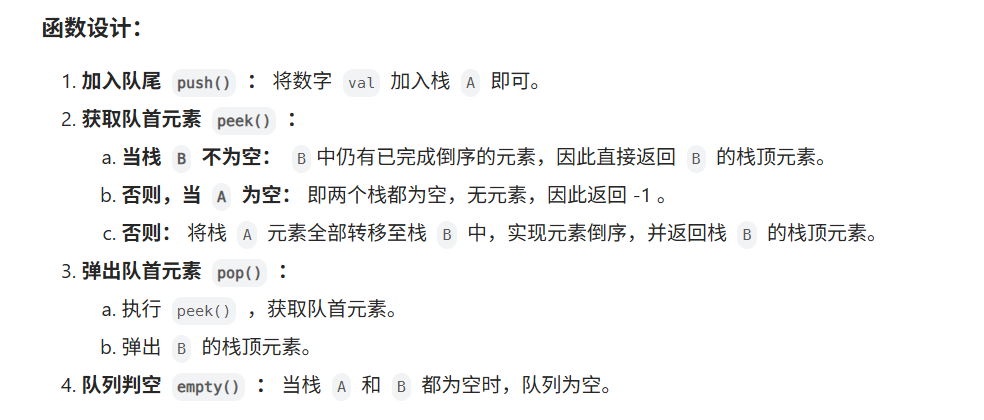 函数设计：
1. 加入队尾 push() ： 将数字 val 加入栈 A 即可。
2. 获取队首元素 peek() ：
a. 当栈 B 不为空： B 中仍有已完成倒序的元素，因此直接返回 B 的栈顶元素。
b. 否则，当 A 为空： 即两个栈都为空，无元素，因此返回 -1 。
c. 否则： 将栈 A 元素全部转移至栈 B 中，实现元素倒序，并返回栈 B 的栈顶元素。
3. 弹出队首元素 pop() ：
a. 执行 peek() ，获取队首元素。
b. 弹出 B 的栈顶元素。
4. 队列判空 empty() ： 当栈 A 和 B 都为空时，队列为空。